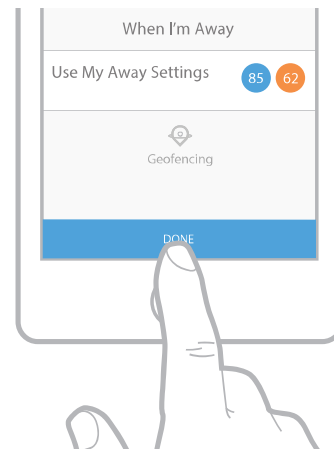 When I'm Away
Use My Away Settings
85 62
Geofencing
DONE